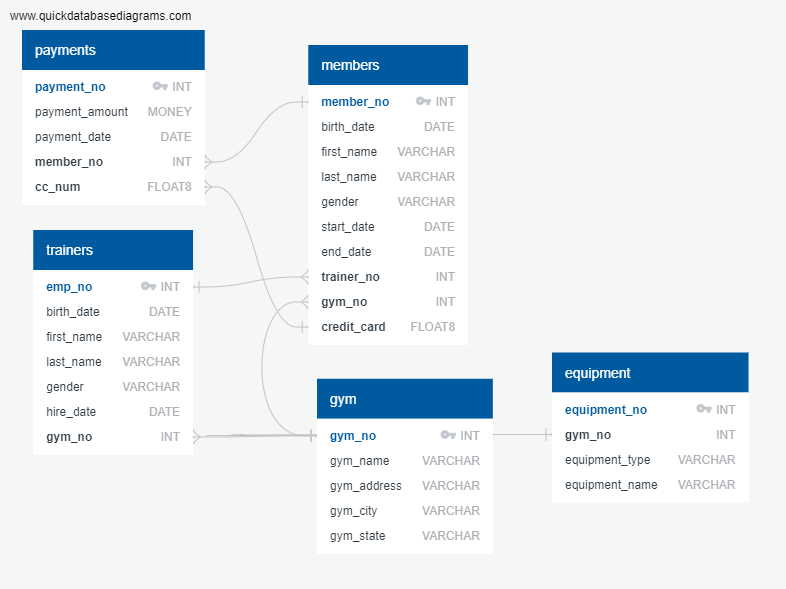 www.quickdatabasediagrams.com
payments
payment_no INT
payment_amount MONEY
payment_date DATE
member_no INT
cc_num FLOAT8
members
member_no INT
birth_date DATE
first_name VARCHAR
last_name VARCHAR
gender VARCHAR
start_date DATE
end_date DATE
trainer_no INT
gym_no INT
credit_card FLOAT8
trainers
emp_no INT
birth_date DATE
first_name VARCHAR
last_name VARCHAR
gender VARCHAR
hire_date DATE
gym_no INT
gym
gym_no INT
gym_name VARCHAR
gym_address VARCHAR
gym_city VARCHAR
gym_state VARCHAR
equipment
equipment_no INT
gym_no INT
equipment_type VARCHAR
equipment_name VARCHAR